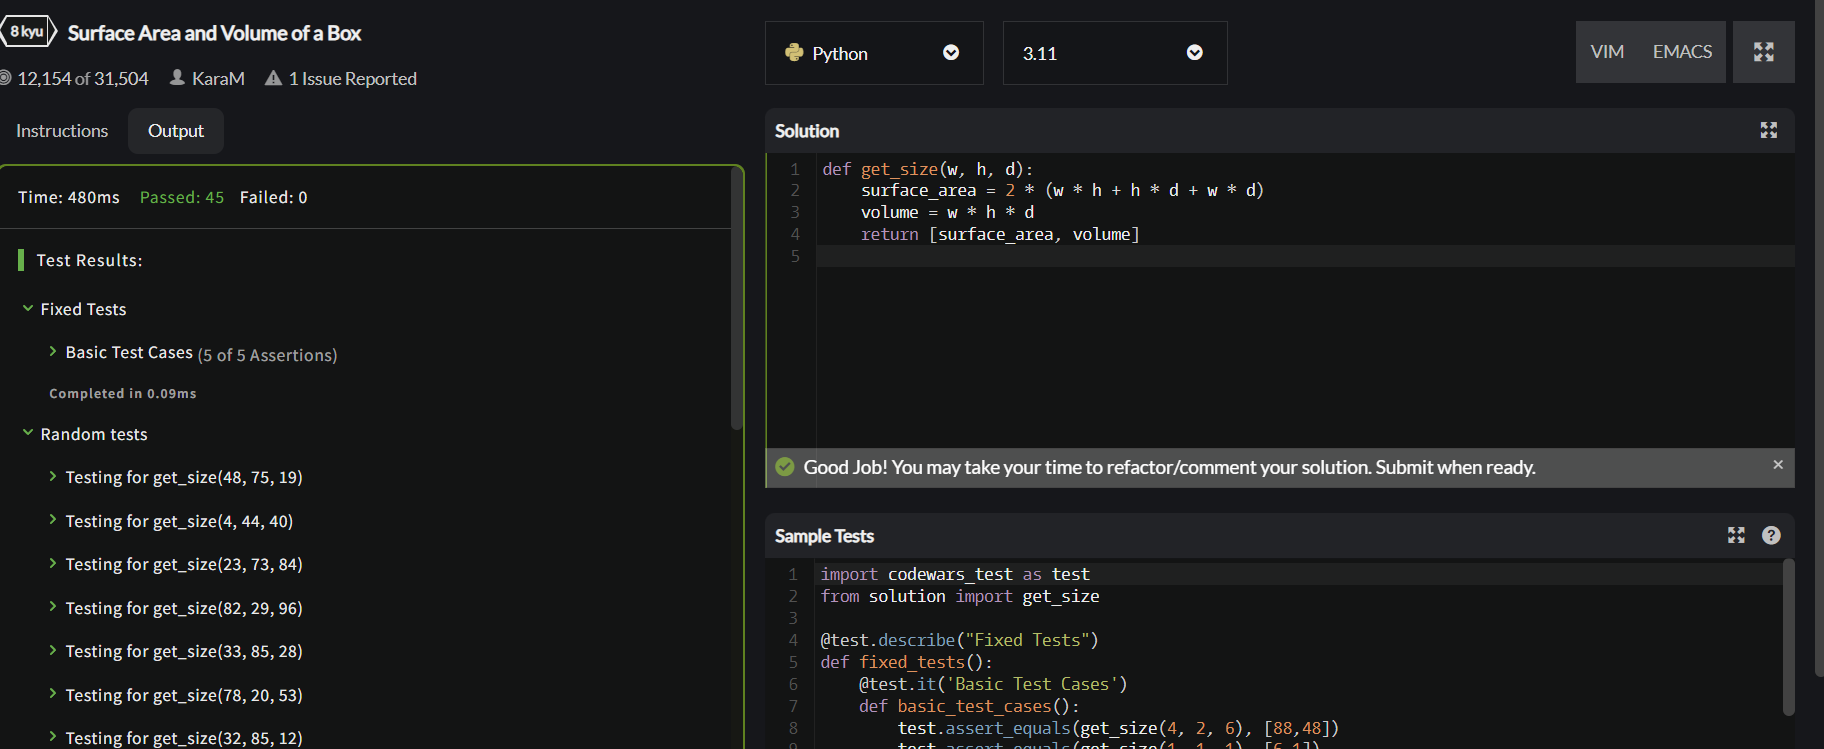 8 kyu Surface Area and Volume of a Box
12,154 of 31,504 KaraM 1 Issue Reported
Instructions Output
Time: 480ms Passed: 45 Failed: 0
Test Results:
Fixed Tests
Basic Test Cases (5 of 5 Assertions)
Completed in 0.09ms
Random tests
Testing for get_size(48, 75, 19)
Testing for get_size(4, 44, 40)
Testing for get_size(23, 73, 84)
Testing for get_size(82, 29, 96)
Testing for get_size(33, 85, 28)
Testing for get_size(78, 20, 53)
Testing for get_size(32, 85, 12)
Python 3.11 VIM EMACS
Solution
1 def get_size(w, h, d):
2 surface_area = 2 * (w * h + h * d + w * d)
3 volume = w * h * d
4 return [surface_area, volume]
5
Good Job! You may take your time to refactor/comment your solution. Submit when ready.
Sample Tests
1 import codewars_test as test
2 from solution import get_size
3
4 @test.describe("Fixed Tests")
5 def fixed_tests():
6 @test.it('Basic Test Cases')
7 def basic_test_cases():
8 test.assert_equals(get_size(4, 2, 6), [88,48])
9 test.assert_equals(get_size(1, 1, 1), [6,1])